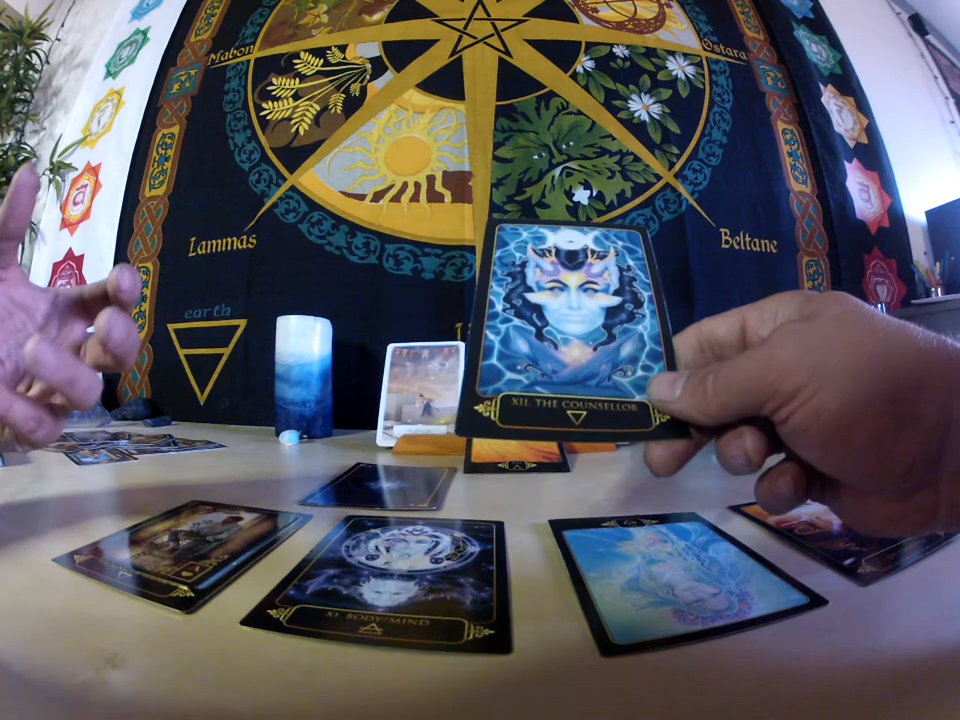 Mabon
Ostara
Lammas
Beltane
earth
XII. THE COUNSELLOR
XI. BODY/MIND